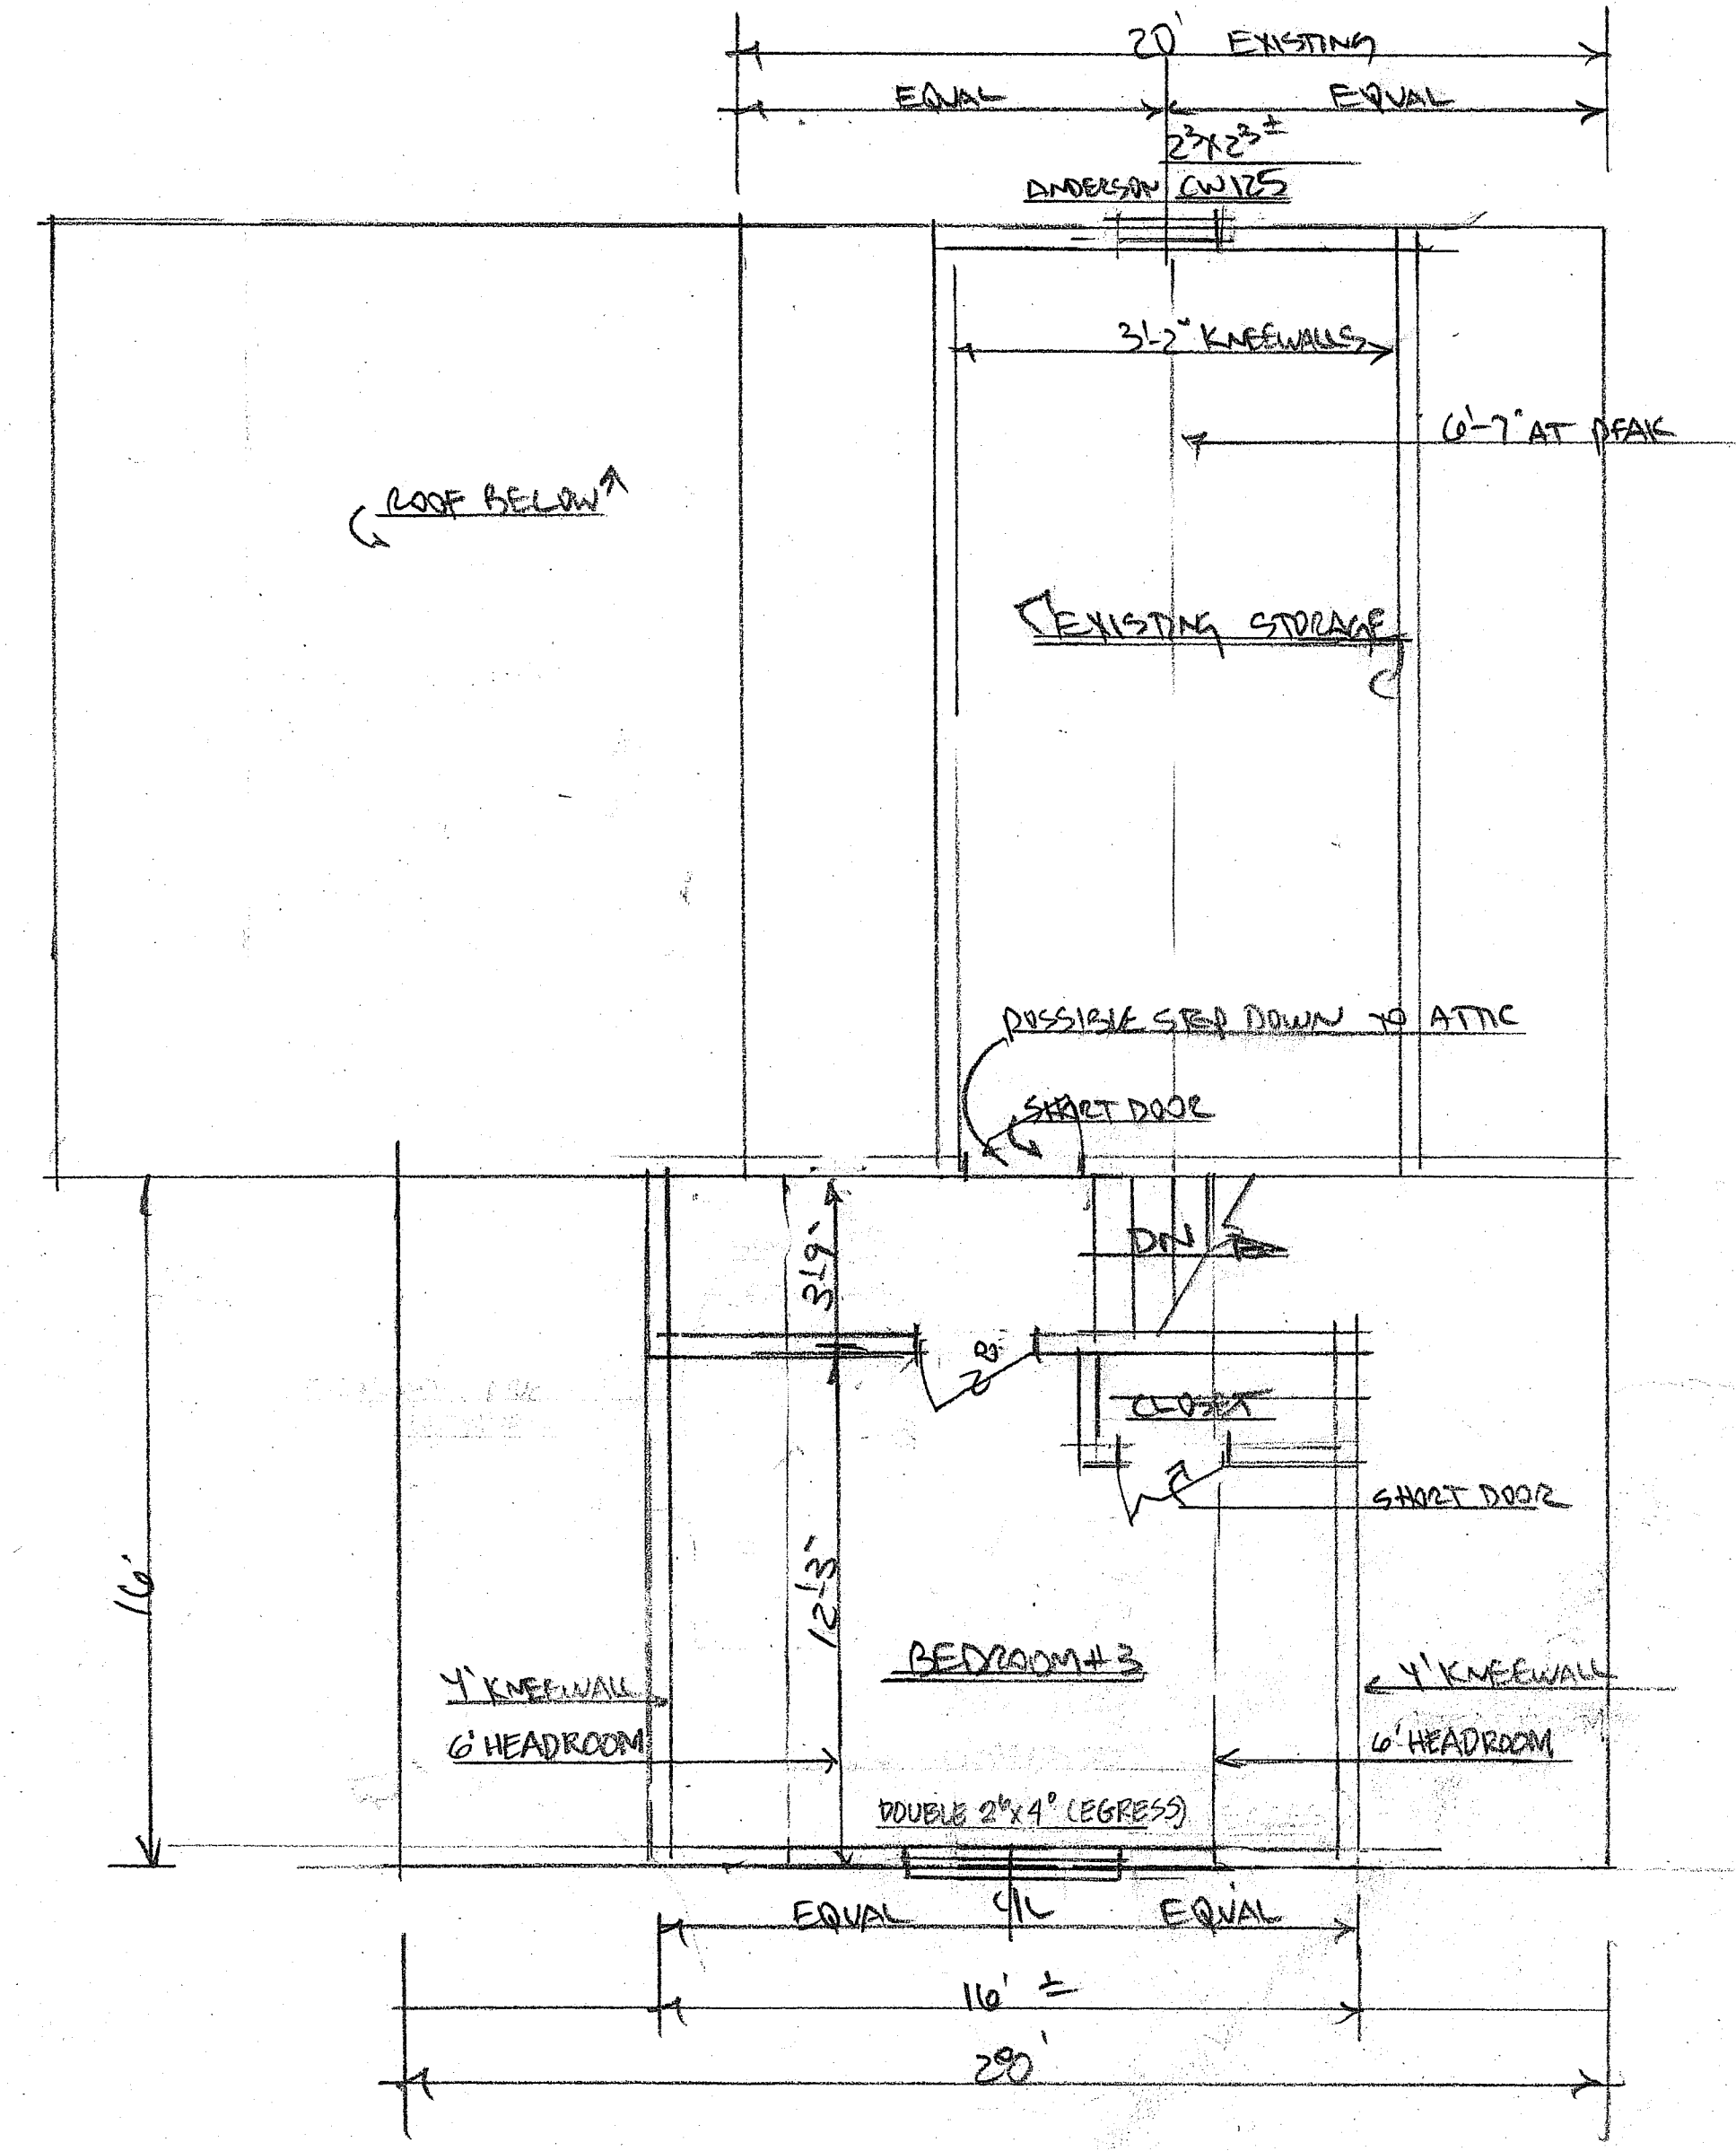 20' EXISTING
EQUAL EQUAL
2³x2³±
ANDERSON CW125
3'-2" KNEEWALLS
6'-7" AT PEAK
ROOF BELOW
EXISTING STORAGE
POSSIBLE STEP DOWN TO ATTIC
SHORT DOOR
DN
3'-9"
2⁸
CLOSET
SHORT DOOR
16'
12'-3"
BEDROOM #3
4' KNEEWALL
4' KNEEWALL
6' HEADROOM
6' HEADROOM
DOUBLE 2⁶x4⁰ (EGRESS)
EQUAL C/L EQUAL
16' ±
28'